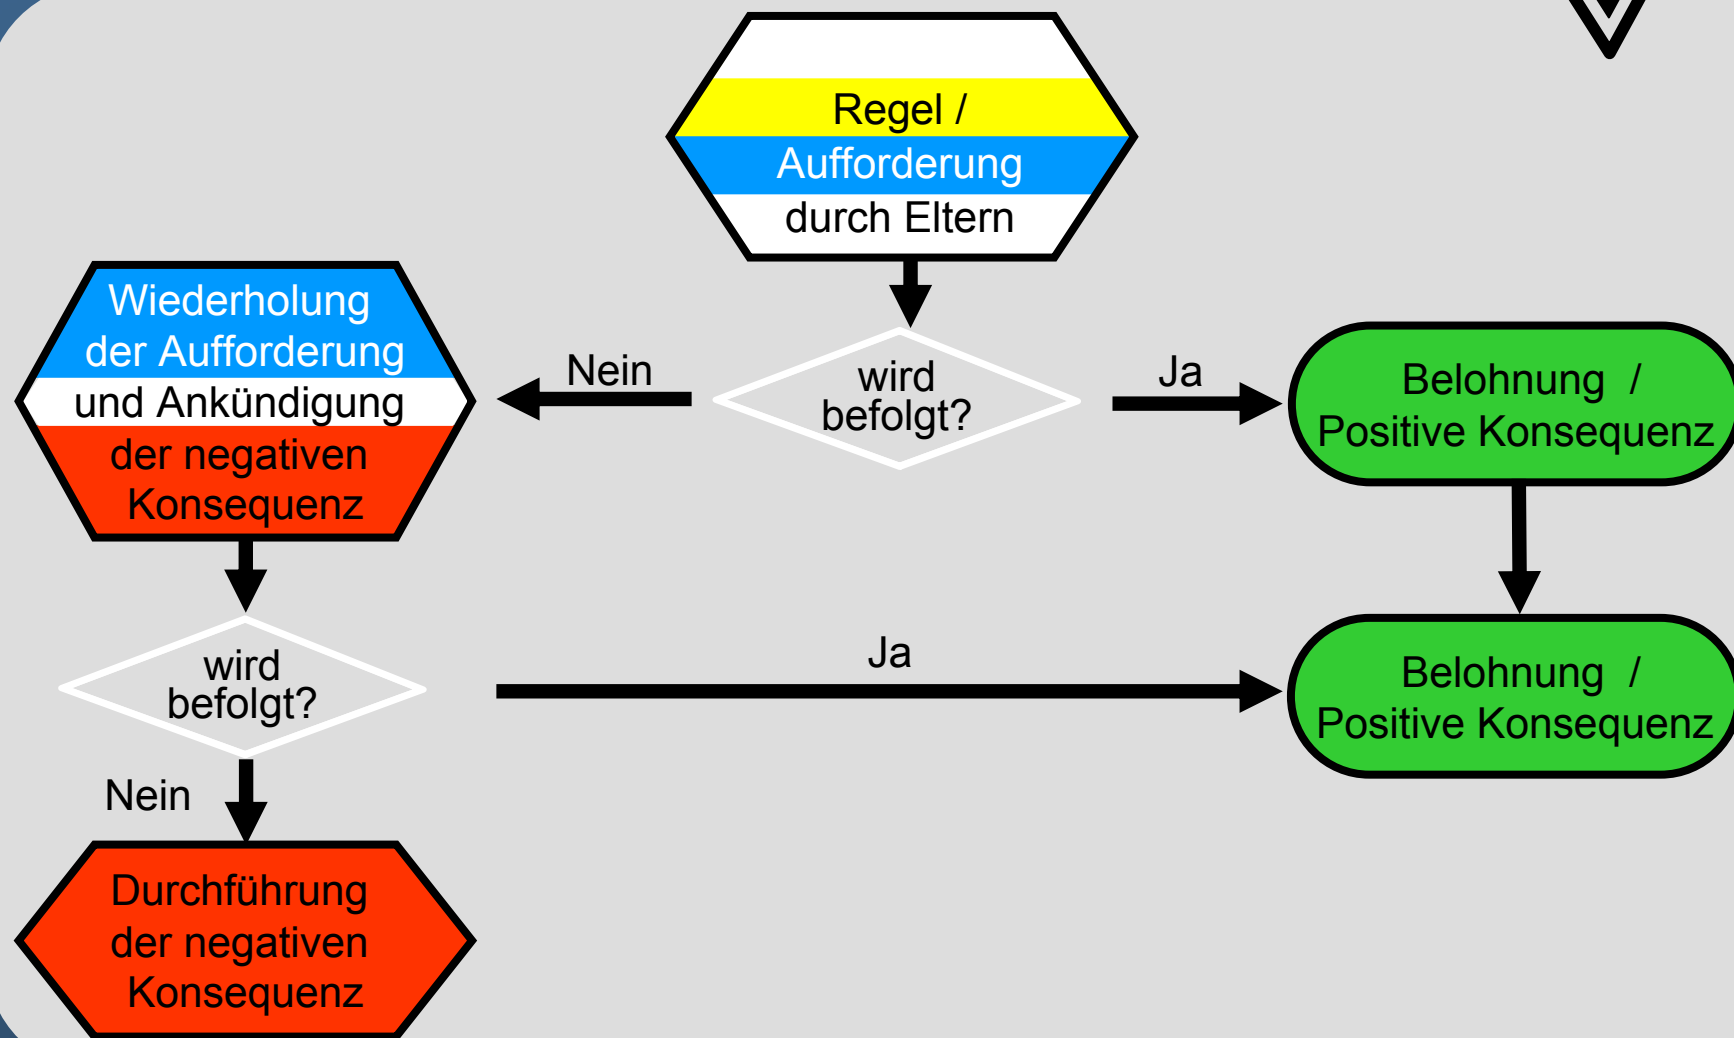 Regel /
Aufforderung
durch Eltern
Wiederholung
der Aufforderung
und Ankündigung
der negativen
Konsequenz
Nein
wird
befolgt?
Ja
Belohnung /
Positive Konsequenz
wird
befolgt?
Ja
Belohnung /
Positive Konsequenz
Nein
Durchführung
der negativen
Konsequenz